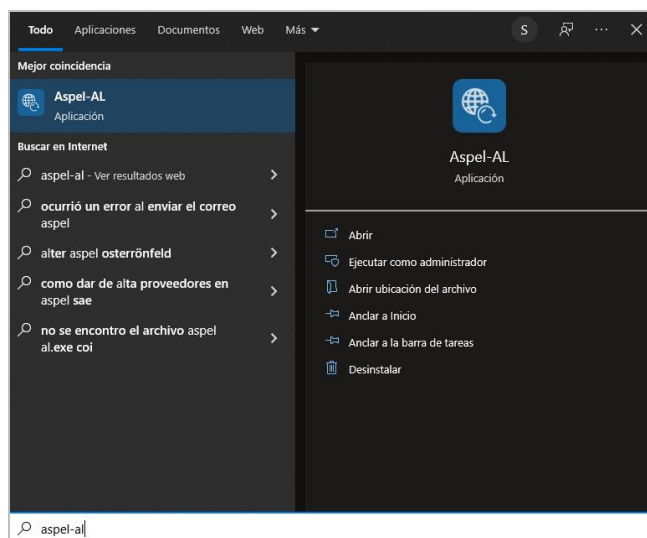 Todo Aplicaciones Documentos Web Más S
Mejor coincidencia
Aspel-AL
Aplicación
Buscar en Internet
aspel-al - Ver resultados web
ocurrió un error al enviar el correo
aspel
alter aspel osterrönfeld
como dar de alta proveedores en
aspel sae
no se encontro el archivo aspel
al.exe coi
Aspel-AL
Aplicación
Abrir
Ejecutar como administrador
Abrir ubicación del archivo
Anclar a Inicio
Anclar a la barra de tareas
Desinstalar
aspel-al